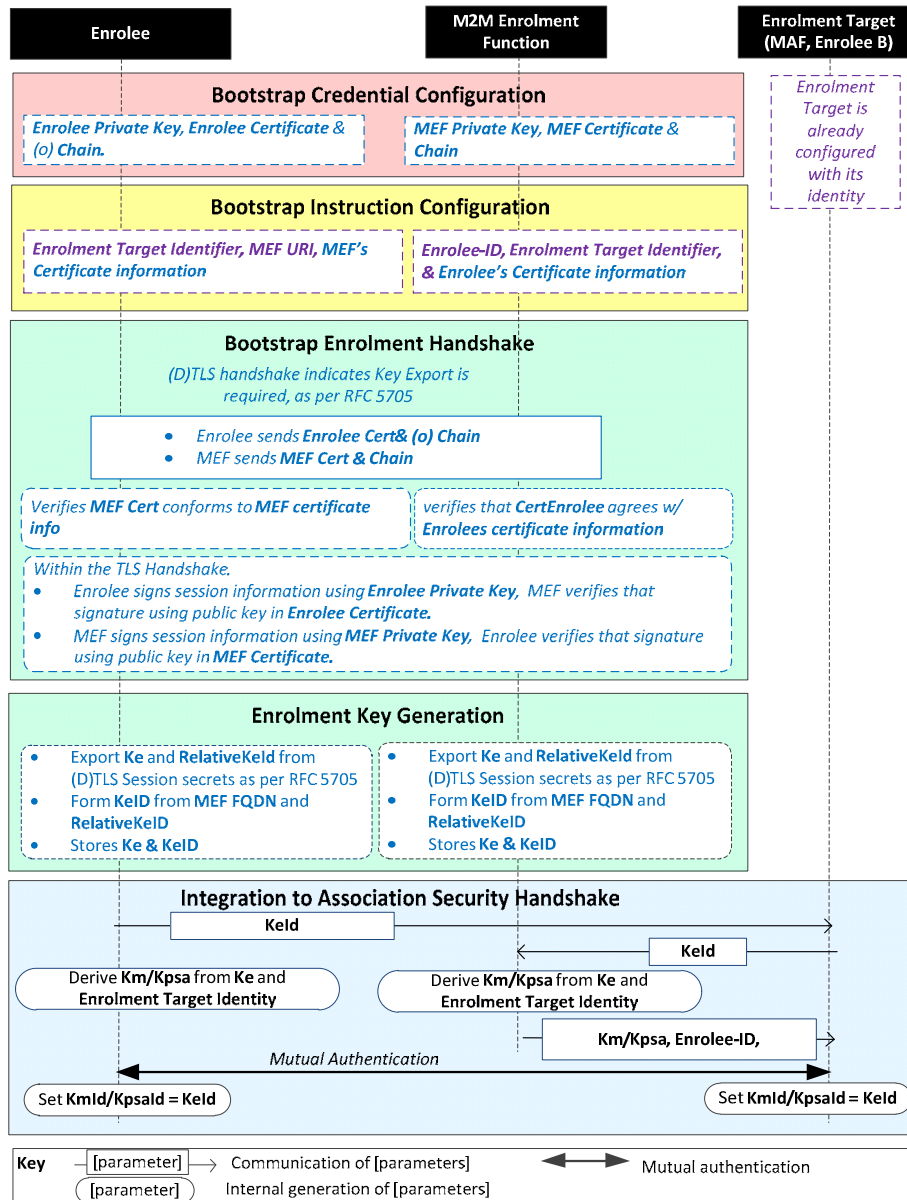 Enrolee
M2M Enrolment
Function
Enrolment Target
(MAF, Enrolee B)
Bootstrap Credential Configuration
Enrolee Private Key, Enrolee Certificate &
(o) Chain.
MEF Private Key, MEF Certificate &
Chain
Enrolment
Target is
already
configured
with its
identity
Bootstrap Instruction Configuration
Enrolment Target Identifier, MEF URI, MEF's
Certificate information
Enrolee-ID, Enrolment Target Identifier,
& Enrolee's Certificate information
Bootstrap Enrolment Handshake
(D)TLS handshake indicates Key Export is
required, as per RFC 5705
• Enrolee sends Enrolee Cert& (o) Chain
• MEF sends MEF Cert & Chain
Verifies MEF Cert conforms to MEF certificate
info
verifies that CertEnrolee agrees w/
Enrolees certificate information
Within the TLS Handshake.
• Enrolee signs session information using Enrolee Private Key, MEF verifies that
signature using public key in Enrolee Certificate.
• MEF signs session information using MEF Private Key, Enrolee verifies that signature
using public key in MEF Certificate.
Enrolment Key Generation
• Export Ke and RelativeKeId from
(D)TLS Session secrets as per RFC 5705
• Form KeID from MEF FQDN and
RelativeKeID
• Stores Ke & KeID
• Export Ke and RelativeKeId from
(D)TLS Session secrets as per RFC 5705
• Form KeID from MEF FQDN and
RelativeKeID
• Stores Ke & KeID
Integration to Association Security Handshake
KeId
KeId
Derive Km/Kpsa from Ke and
Enrolment Target Identity
Derive Km/Kpsa from Ke and
Enrolment Target Identity
Km/Kpsa, Enrolee-ID,
Mutual Authentication
Set KmId/KpsaId = KeId
Set KmId/KpsaId = KeId
Key
[parameter]
Communication of [parameters]
Mutual authentication
[parameter]
Internal generation of [parameters]